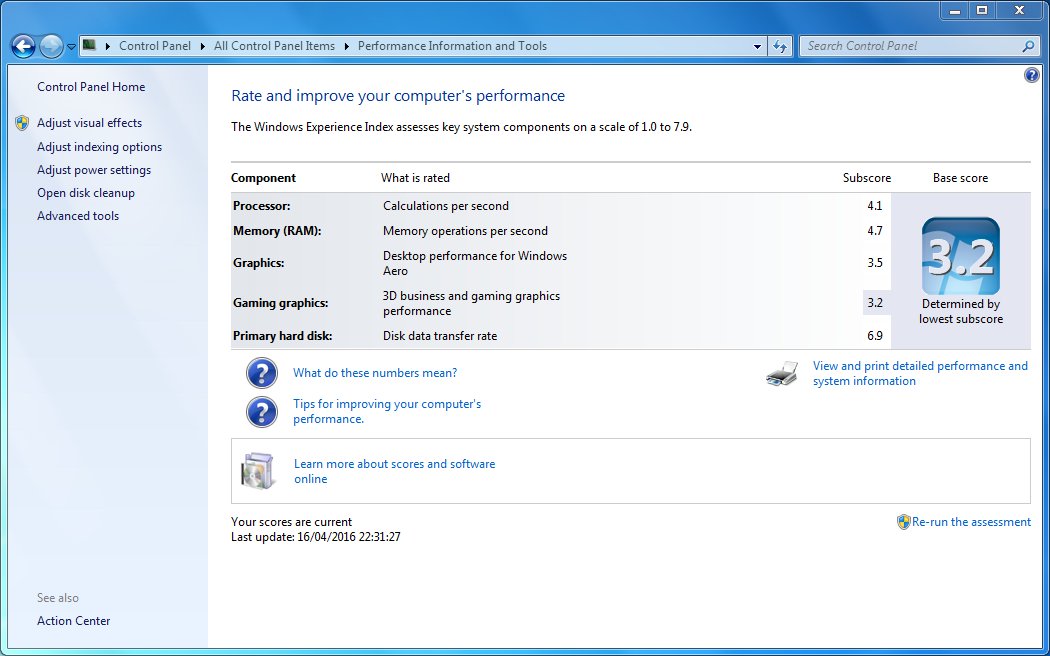 Control Panel
All Control Panel Items
Performance Information and Tools
Search Control Panel
Control Panel Home
Adjust visual effects
Adjust indexing options
Adjust power settings
Open disk cleanup
Advanced tools
See also
Action Center
Rate and improve your computer's performance
The Windows Experience Index assesses key system components on a scale of 1.0 to 7.9.
Component What is rated Subscore Base score
Processor: Calculations per second 4.1
Memory (RAM): Memory operations per second 4.7
Graphics: Desktop performance for Windows
Aero 3.5
Gaming graphics: 3D business and gaming graphics
performance 3.2
Primary hard disk: Disk data transfer rate 6.9
3.2
Determined by
lowest subscore
What do these numbers mean?
Tips for improving your computer's
performance.
View and print detailed performance and
system information
Learn more about scores and software
online
Your scores are current
Last update: 16/04/2016 22:31:27
Re-run the assessment